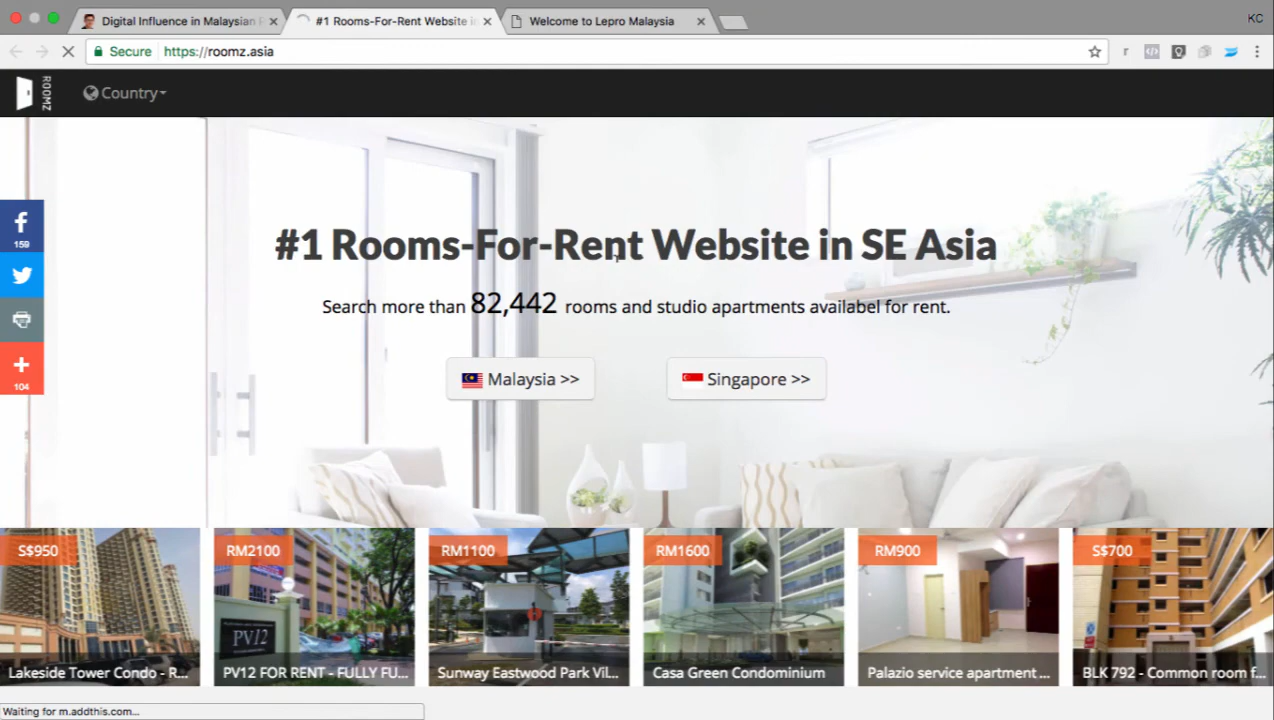 Digital Influence in Malaysian
#1 Rooms-For-Rent Website in
Welcome to Lepro Malaysia
KC
Secure
https://roomz.asia
r
ROOMZ
Country
159
104
#1 Rooms-For-Rent Website in SE Asia
Search more than 82,442 rooms and studio apartments availabel for rent.
Malaysia >>
Singapore >>
S$950
RM2100
RM1100
RM1600
RM900
S$700
PV12
Lakeside Tower Condo - R...
PV12 FOR RENT - FULLY FU...
Sunway Eastwood Park Vil...
Casa Green Condominium
Palazio service apartment ...
BLK 792 - Common room f...
Waiting for m.addthis.com...